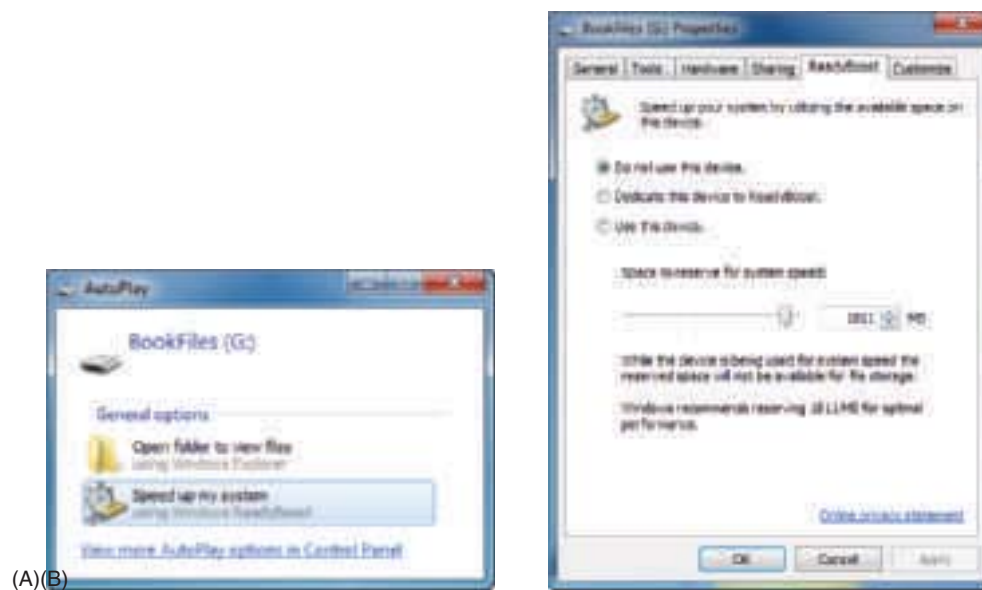 AutoPlay
BookFiles (G:)
General options
Open folder to view files
using Windows Explorer
Speed up my system
using Windows ReadyBoost
View more AutoPlay options in Control Panel
(A)(B)
BookFiles (G:) Properties
General Tools Hardware Sharing ReadyBoost Customize
Speed up your system by utilizing the available space on
this device.
Do not use this device.
Dedicate this device to ReadyBoost.
Use this device.
Space to reserve for system speed:
MB
While the device is being used for system speed the
reserved space will not be available for file storage.
Windows recommends reserving MB for optimal
performance.
Online privacy statement
OK Cancel Apply